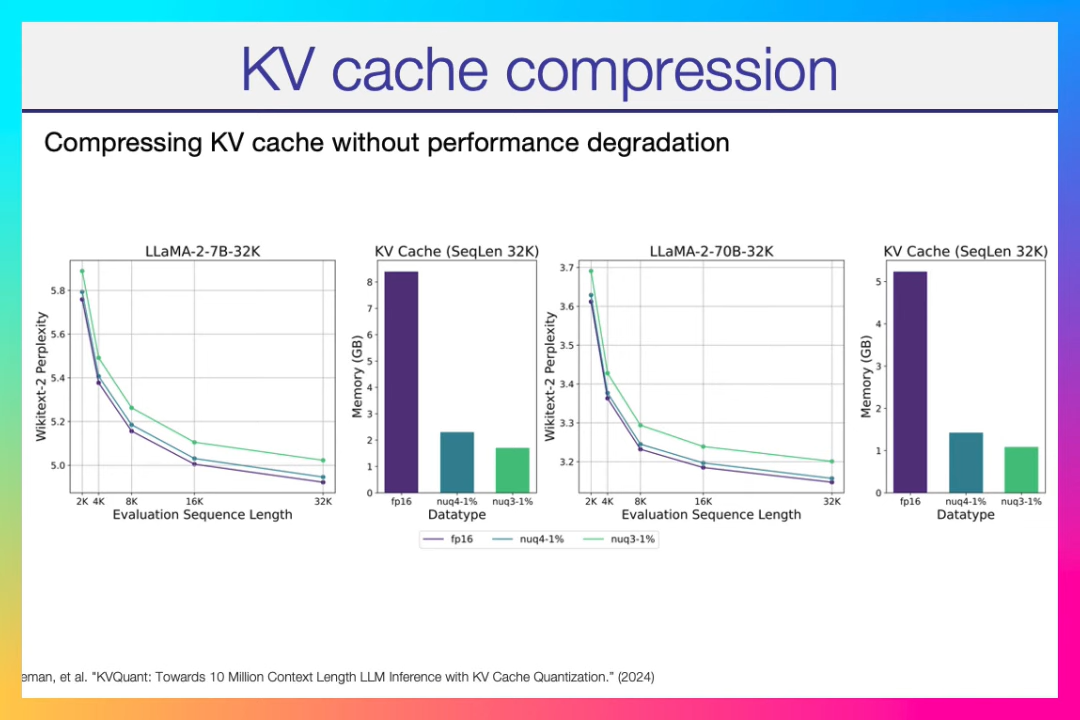 KV cache compression
Compressing KV cache without performance degradation
LLaMA-2-7B-32K
Wikitext-2 Perplexity
5.8
5.6
5.4
5.2
5.0
2K 4K 8K 16K 32K
Evaluation Sequence Length
KV Cache (SeqLen 32K)
Memory (GB)
8
7
6
5
4
3
2
1
0
fp16 nuq4-1% nuq3-1%
Datatype
LLaMA-2-70B-32K
Wikitext-2 Perplexity
3.7
3.6
3.5
3.4
3.3
3.2
2K 4K 8K 16K 32K
Evaluation Sequence Length
KV Cache (SeqLen 32K)
Memory (GB)
5
4
3
2
1
0
fp16 nuq4-1% nuq3-1%
Datatype
fp16 nuq4-1% nuq3-1%
eman, et al. "KVQuant: Towards 10 Million Context Length LLM Inference with KV Cache Quantization.” (2024)